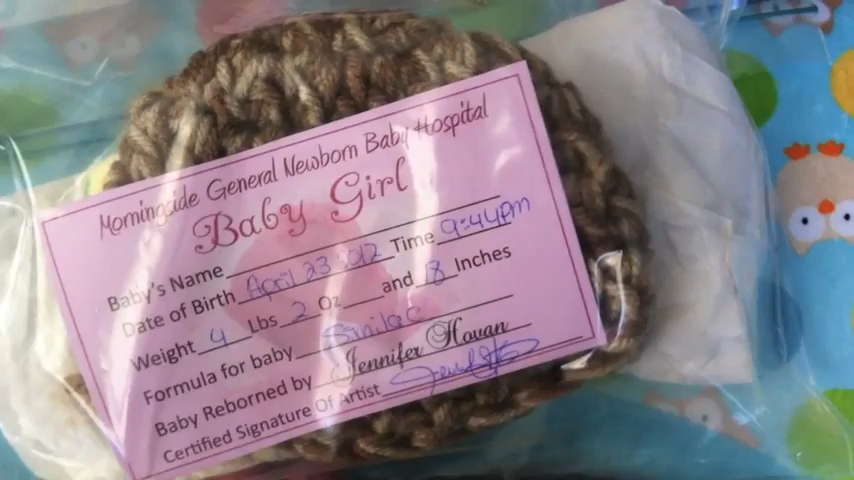 Morningside General Newborn Baby Hospital
Baby Girl
Baby's Name
Date of Birth April 23 2012 Time 9:44pm
Weight 4 Lbs 2 Oz and 18 Inches
Formula for baby Similac
Baby Reborned by Jennifer Hovan
Certified Signature Of Artist